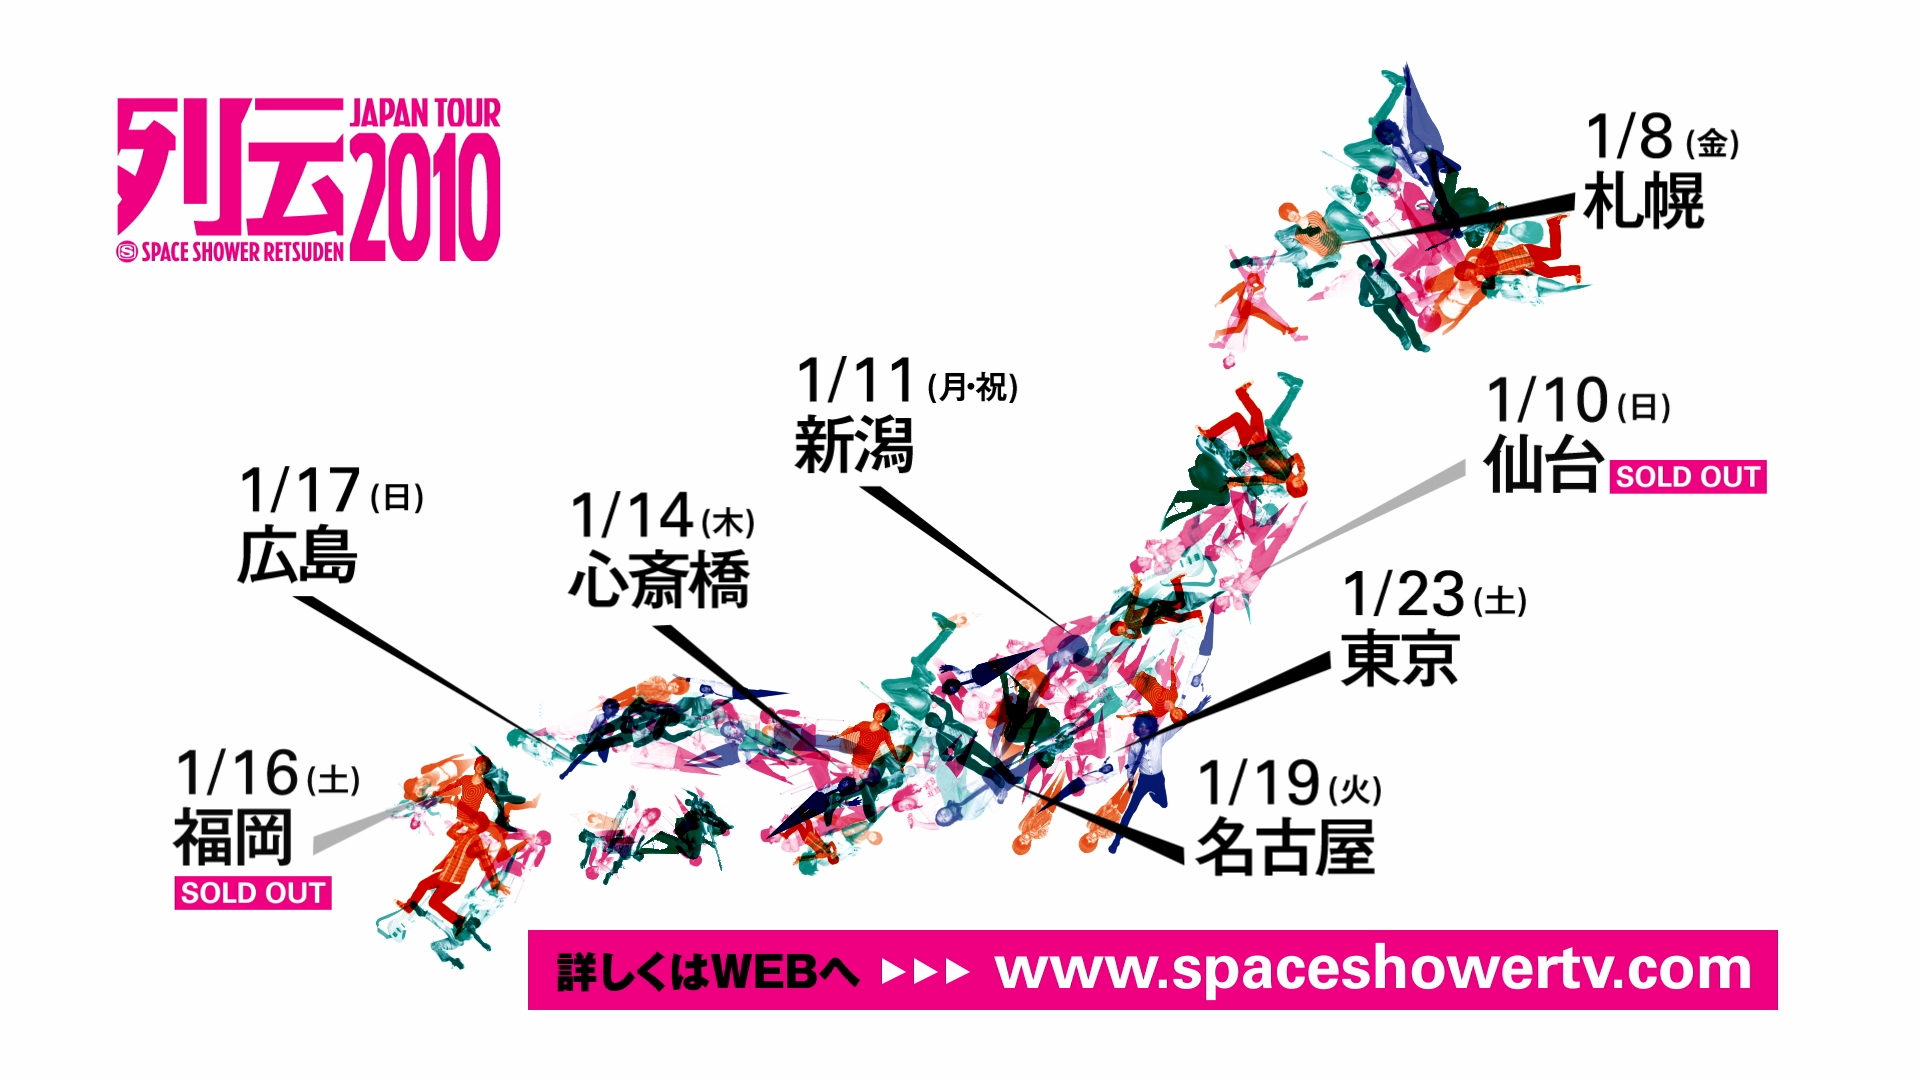 列伝
JAPAN TOUR
2010
S SPACE SHOWER RETSUDEN
1/8 (金)
札幌
1/11 (月・祝)
新潟
1/10 (日)
仙台 SOLD OUT
1/17 (日)
広島
1/14 (木)
心斎橋
1/23 (土)
東京
1/16 (土)
福岡
SOLD OUT
1/19 (火)
名古屋
詳しくはWEBへ ▶▶▶ www.spaceshowertv.com